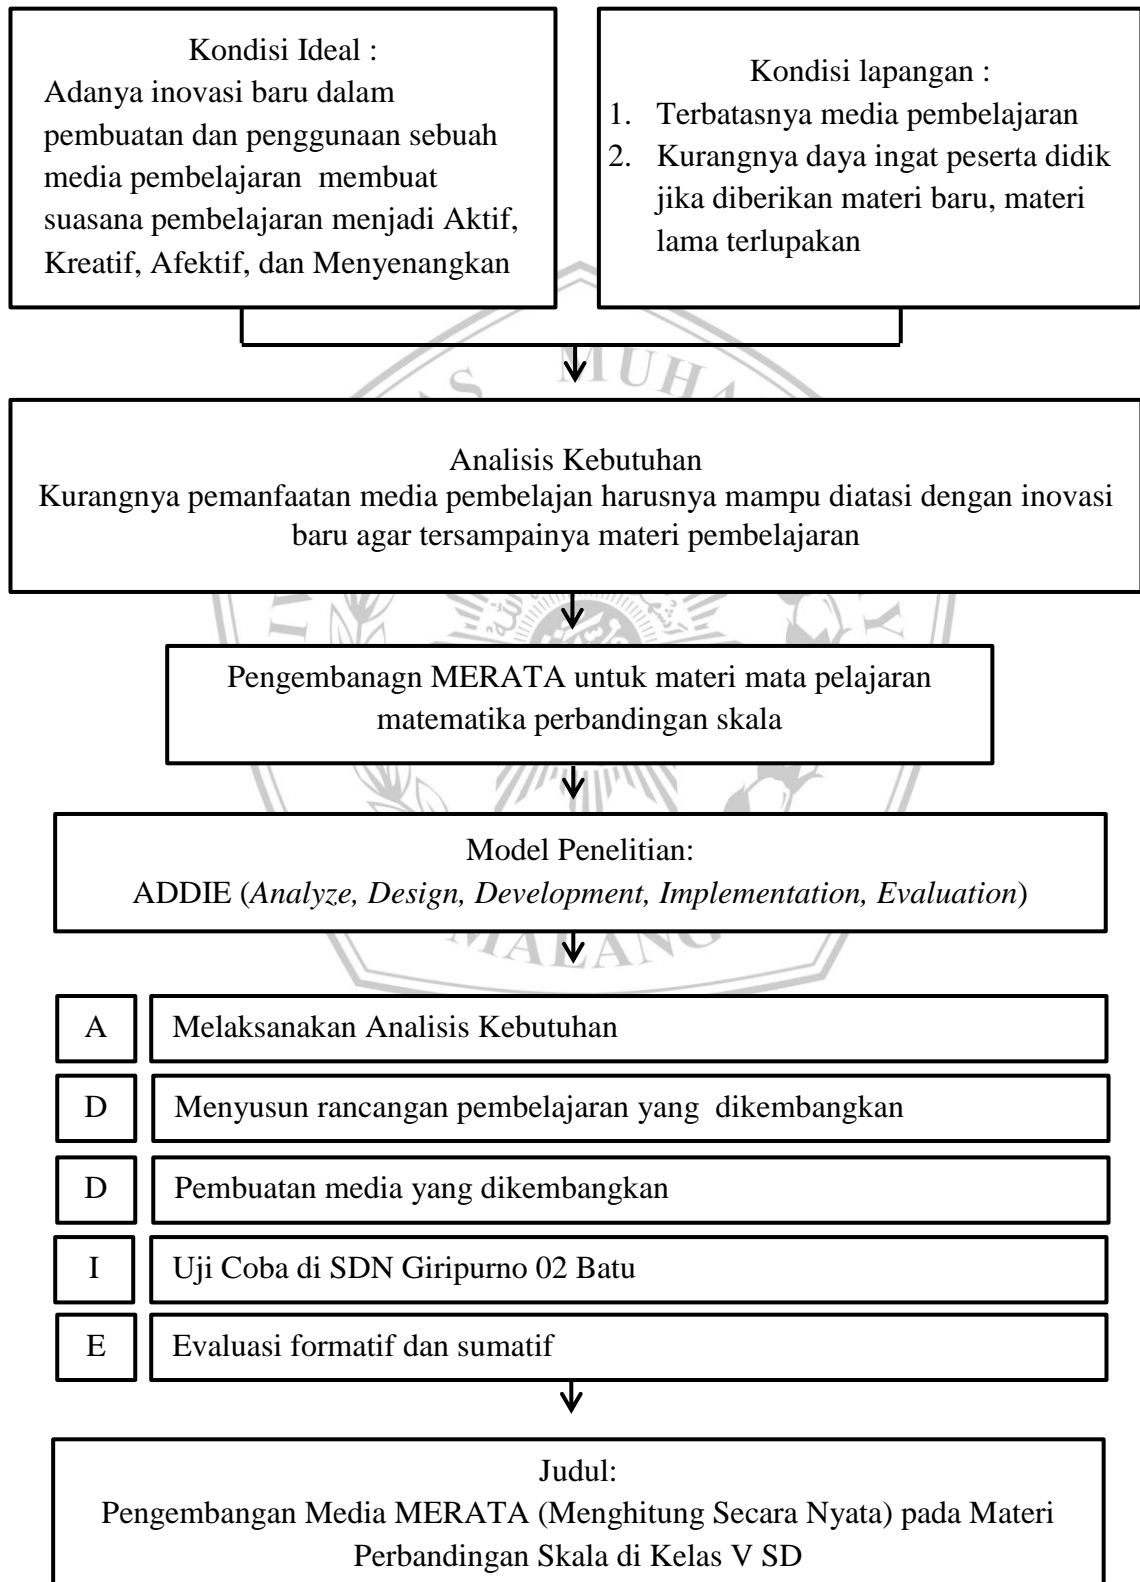 Kondisi Ideal :
Adanya inovasi baru dalam
pembuatan dan penggunaan sebuah
media pembelajaran membuat
suasana pembelajaran menjadi Aktif,
Kreatif, Afektif, dan Menyenangkan
Kondisi lapangan :
1. Terbatasnya media pembelajaran
2. Kurangnya daya ingat peserta didik
jika diberikan materi baru, materi
lama terlupakan
Analisis Kebutuhan
Kurangnya pemanfaatan media pembelajan harusnya mampu diatasi dengan inovasi
baru agar tersampainya materi pembelajaran
Pengembanagn MERATA untuk materi mata pelajaran
matematika perbandingan skala
Model Penelitian:
ADDIE (Analyze, Design, Development, Implementation, Evaluation)
A Melaksanakan Analisis Kebutuhan
D Menyusun rancangan pembelajaran yang dikembangkan
D Pembuatan media yang dikembangkan
I Uji Coba di SDN Giripurno 02 Batu
E Evaluasi formatif dan sumatif
Judul:
Pengembangan Media MERATA (Menghitung Secara Nyata) pada Materi
Perbandingan Skala di Kelas V SD
MALANG